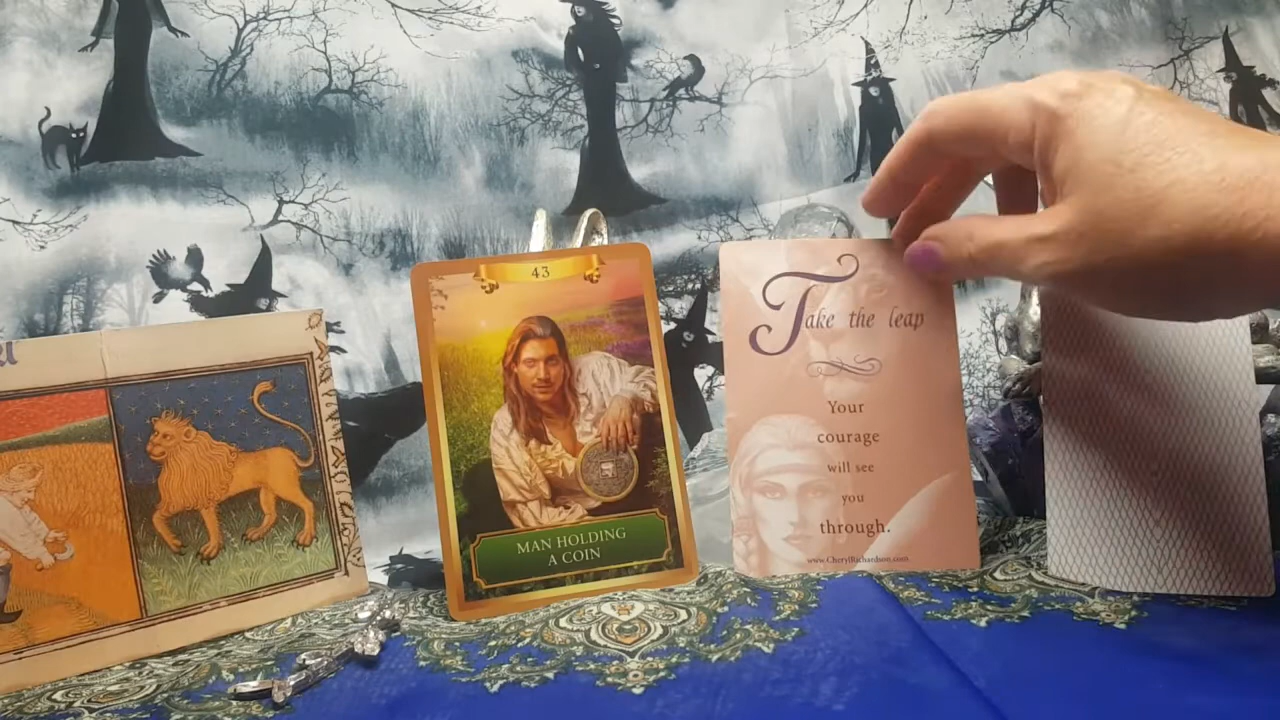 43
MAN HOLDING
A COIN
Take the leap
Your
courage
will see
you
through.
www.CherylRichardson.com